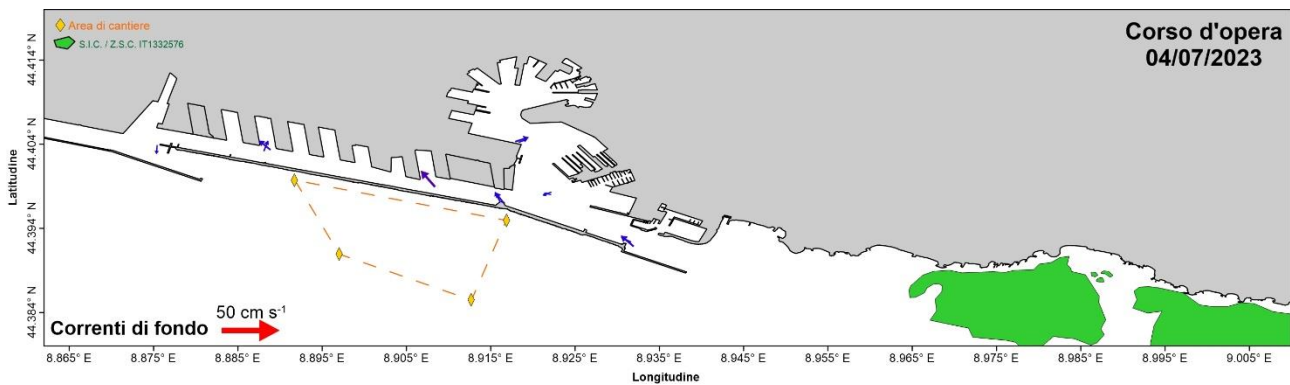 Area di cantiere
S.I.C. / Z.S.C. IT1332576
Corso d'opera
04/07/2023
44.414° N
44.404° N
44.394° N
44.384° N
Latitudine
Correnti di fondo
50 cm s⁻¹
8.865° E 8.875° E 8.885° E 8.895° E 8.905° E 8.915° E 8.925° E 8.935° E 8.945° E 8.955° E 8.965° E 8.975° E 8.985° E 8.995° E 9.005° E
Longitudine